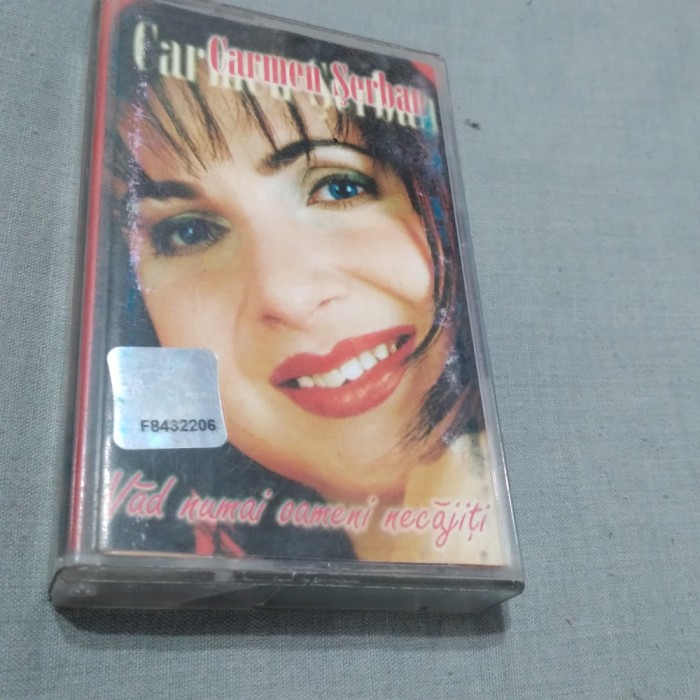 Carmen Şerban
F8432206
Văd numai oameni necăjiţi